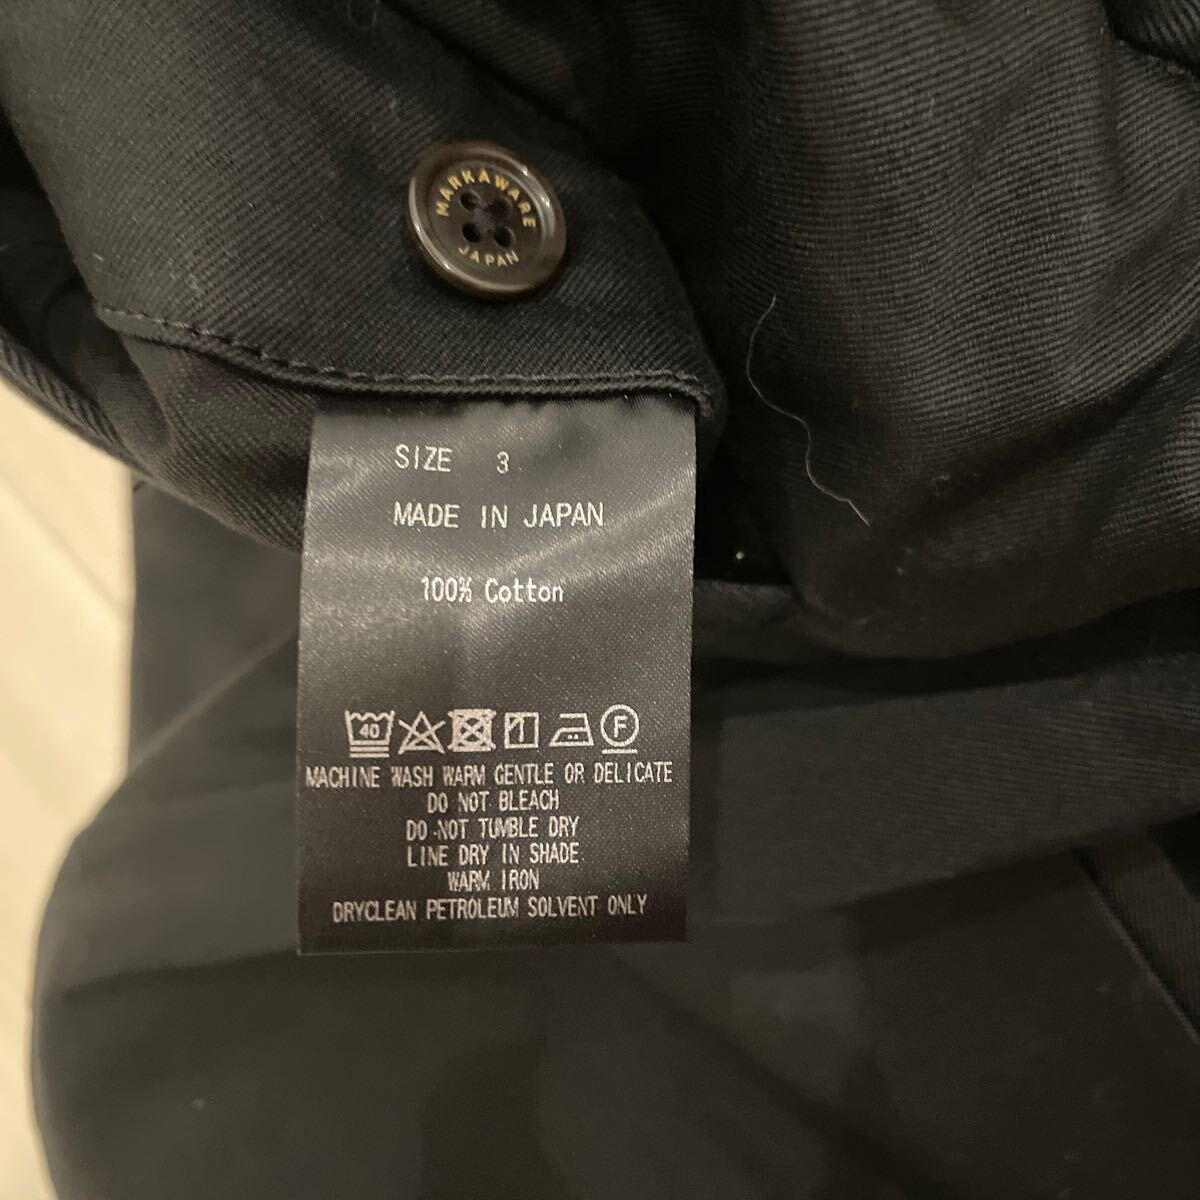 MARKAWARE
JAPAN
SIZE 3
MADE IN JAPAN
100% Cotton
40
F
MACHINE WASH WARM GENTLE OR DELICATE
DO NOT BLEACH
DO NOT TUMBLE DRY
LINE DRY IN SHADE
WARM IRON
DRYCLEAN PETROLEUM SOLVENT ONLY